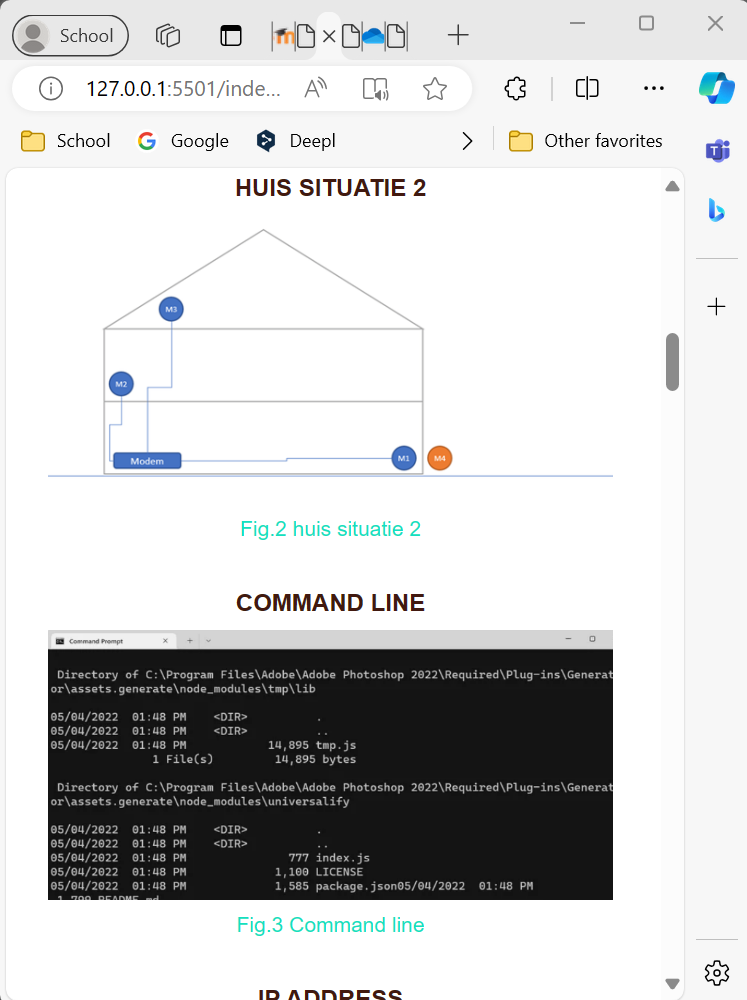 School
127.0.0.1:5501/inde...
School
Google
Deepl
Other favorites
HUIS SITUATIE 2
M3
M2
Modem
M1
M4
Fig.2 huis situatie 2
COMMAND LINE
Command Prompt
Directory of C:\Program Files\Adobe\Adobe Photoshop 2022\Required\Plug-ins\Generat
or\assets.generate\node_modules\tmp\lib
05/04/2022 01:48 PM <DIR> .
05/04/2022 01:48 PM <DIR> ..
05/04/2022 01:48 PM 14,895 tmp.js
1 File(s) 14,895 bytes
Directory of C:\Program Files\Adobe\Adobe Photoshop 2022\Required\Plug-ins\Generat
or\assets.generate\node_modules\universalify
05/04/2022 01:48 PM <DIR> .
05/04/2022 01:48 PM <DIR> ..
05/04/2022 01:48 PM 777 index.js
05/04/2022 01:48 PM 1,100 LICENSE
05/04/2022 01:48 PM 1,585 package.json05/04/2022 01:48 PM
1,799 README.md
Fig.3 Command line
IP ADDRESS